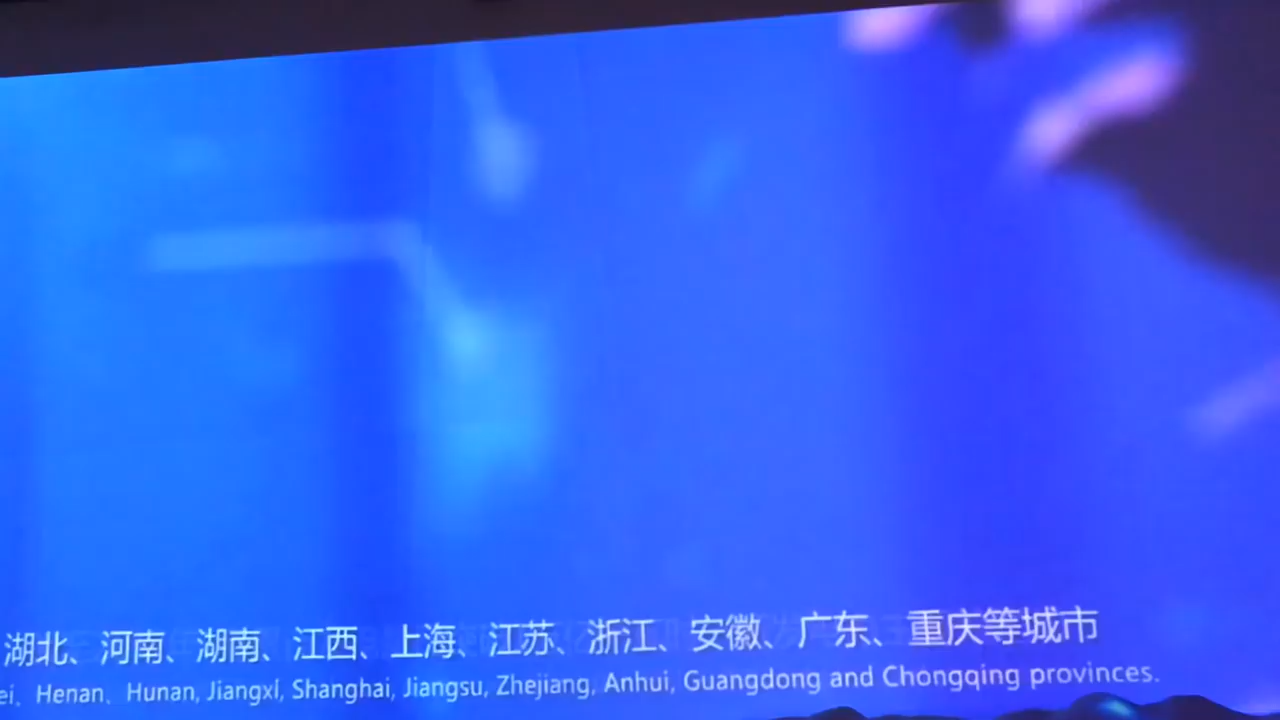 湖北、河南、湖南、江西、上海、江苏、浙江、安徽、广东、重庆等城市
ei、Henan、Hunan, Jiangxl, Shanghai, Jiangsu, Zhejiang, Anhui, Guangdong and Chongqing provinces.